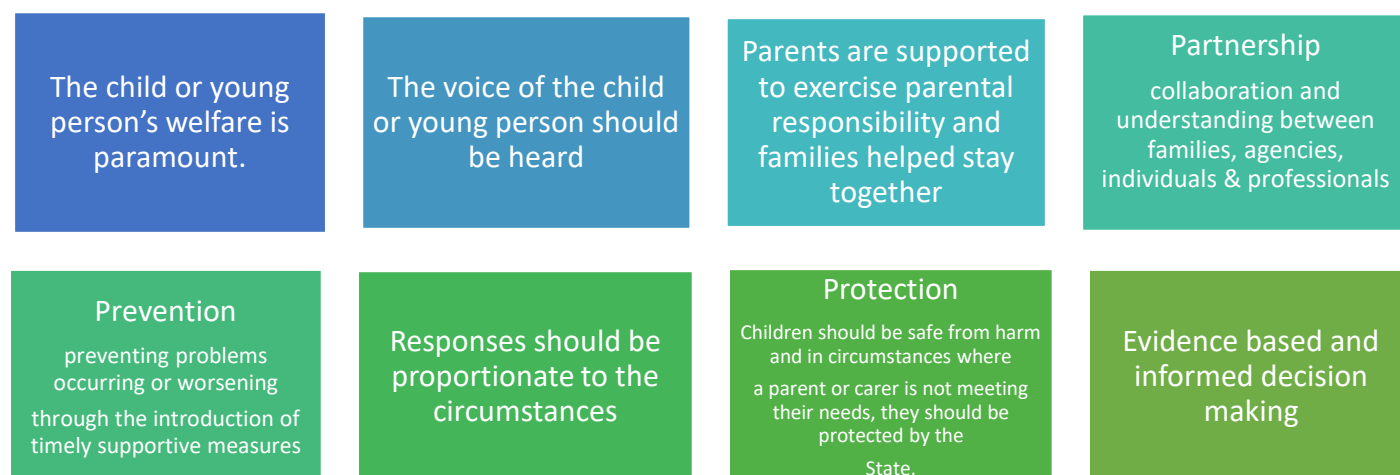 The child or young
person’s welfare is
paramount.
The voice of the child
or young person should
be heard
Parents are supported
to exercise parental
responsibility and
families helped stay
together
Partnership
collaboration and
understanding between
families, agencies,
individuals & professionals
Prevention
preventing problems
occurring or worsening
through the introduction of
timely supportive measures
Responses should be
proportionate to the
circumstances
Protection
Children should be safe from harm
and in circumstances where
a parent or carer is not meeting
their needs, they should be
protected by the
State.
Evidence based and
informed decision
making